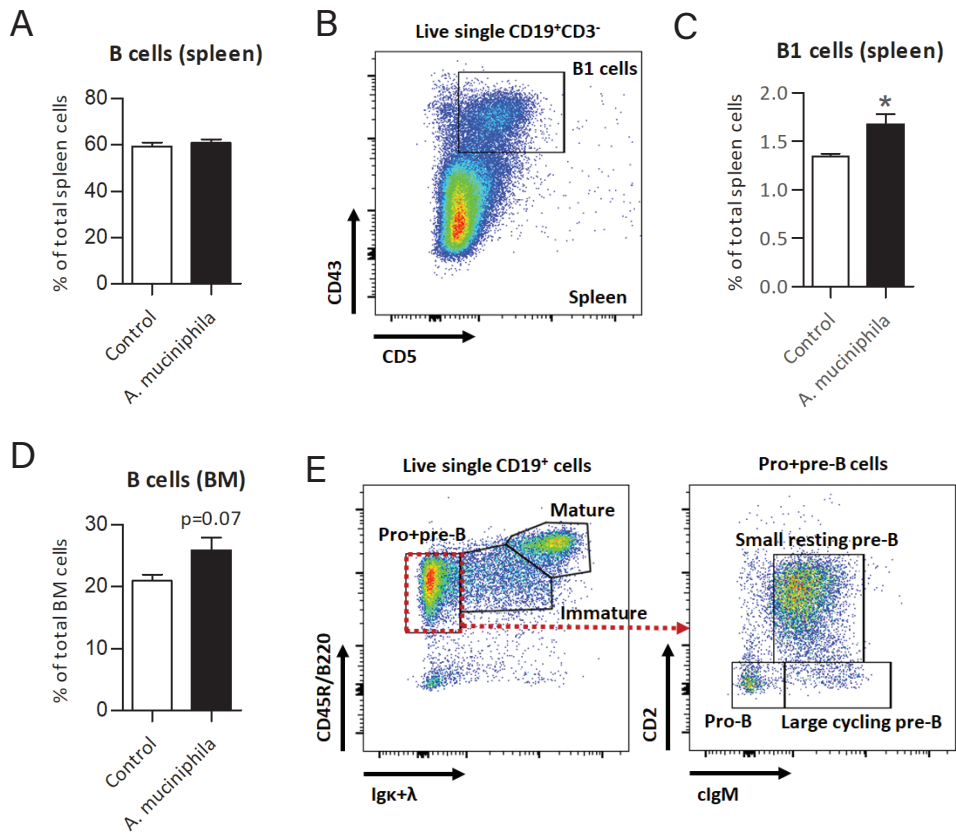 A
B cells (spleen)
% of total spleen cells
80
60
40
20
0
Control
A. muciniphila
B
Live single CD19⁺CD3⁻
B1 cells
Spleen
CD43
CD5
C
B1 cells (spleen)
% of total spleen cells
2.0
1.5
1.0
0.5
0.0
*
Control
A. muciniphila
D
B cells (BM)
% of total BM cells
30
20
10
0
p=0.07
Control
A. muciniphila
E
Live single CD19⁺ cells
Mature
Pro+pre-B
Immature
CD45R/B220
Igκ+λ
Pro+pre-B cells
Small resting pre-B
Pro-B
Large cycling pre-B
CD2
cIgM